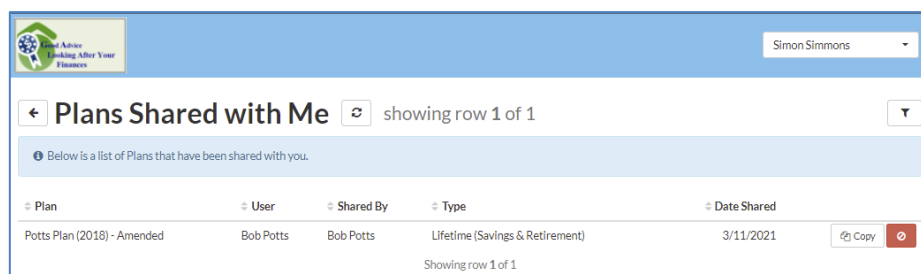 Good Advice
Looking After Your
Finances
Simon Simmons
Plans Shared with Me showing row 1 of 1
Below is a list of Plans that have been shared with you.
Plan User Shared By Type Date Shared
Potts Plan (2018) - Amended Bob Potts Bob Potts Lifetime (Savings & Retirement) 3/11/2021 Copy
Showing row 1 of 1